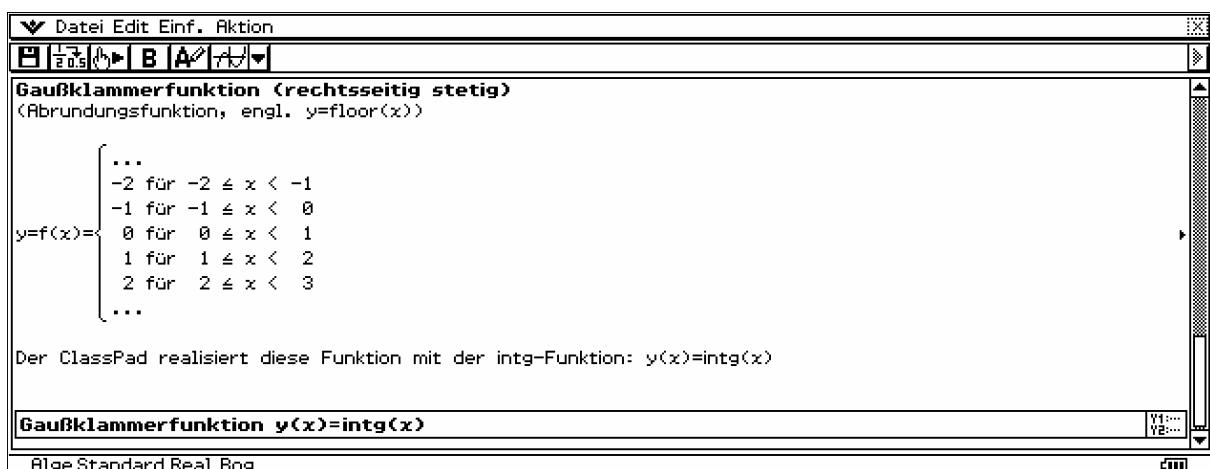 Datei Edit Einf. Aktion
B
Gaußklammerfunktion (rechtsseitig stetig)
(Abrundungsfunktion, engl. y=floor(x))
...
-2 für -2 ≤ x < -1
-1 für -1 ≤ x < 0
y=f(x)={ 0 für 0 ≤ x < 1
1 für 1 ≤ x < 2
2 für 2 ≤ x < 3
...
Der ClassPad realisiert diese Funktion mit der intg-Funktion: y(x)=intg(x)
Gaußklammerfunktion y(x)=intg(x)
Y1:...
Y2:...
Alge Standard Real Bog